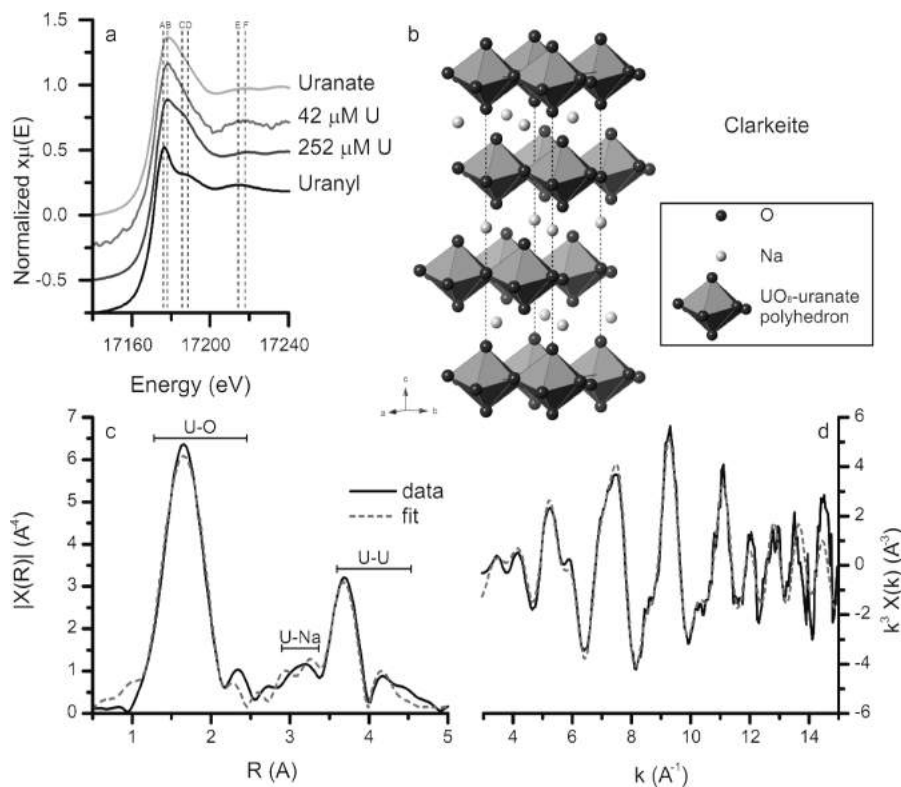 a
A B C D E F
Normalized xμ(E)
1.5
1.0
0.5
0.0
-0.5
Uranate
42 μM U
252 μM U
Uranyl
17160 17200 17240
Energy (eV)
b
Clarkeite
O
Na
UO₆-uranate
polyhedron
c
a b
c
7
6
5
4
3
2
1
0
|X(R)| (A⁻⁴)
U-O
data
fit
U-Na
U-U
0 1 2 3 4 5
R (A)
d
6
4
2
0
-2
-4
-6
k³ X(k) (A⁻³)
4 6 8 10 12 14
k (A⁻¹)